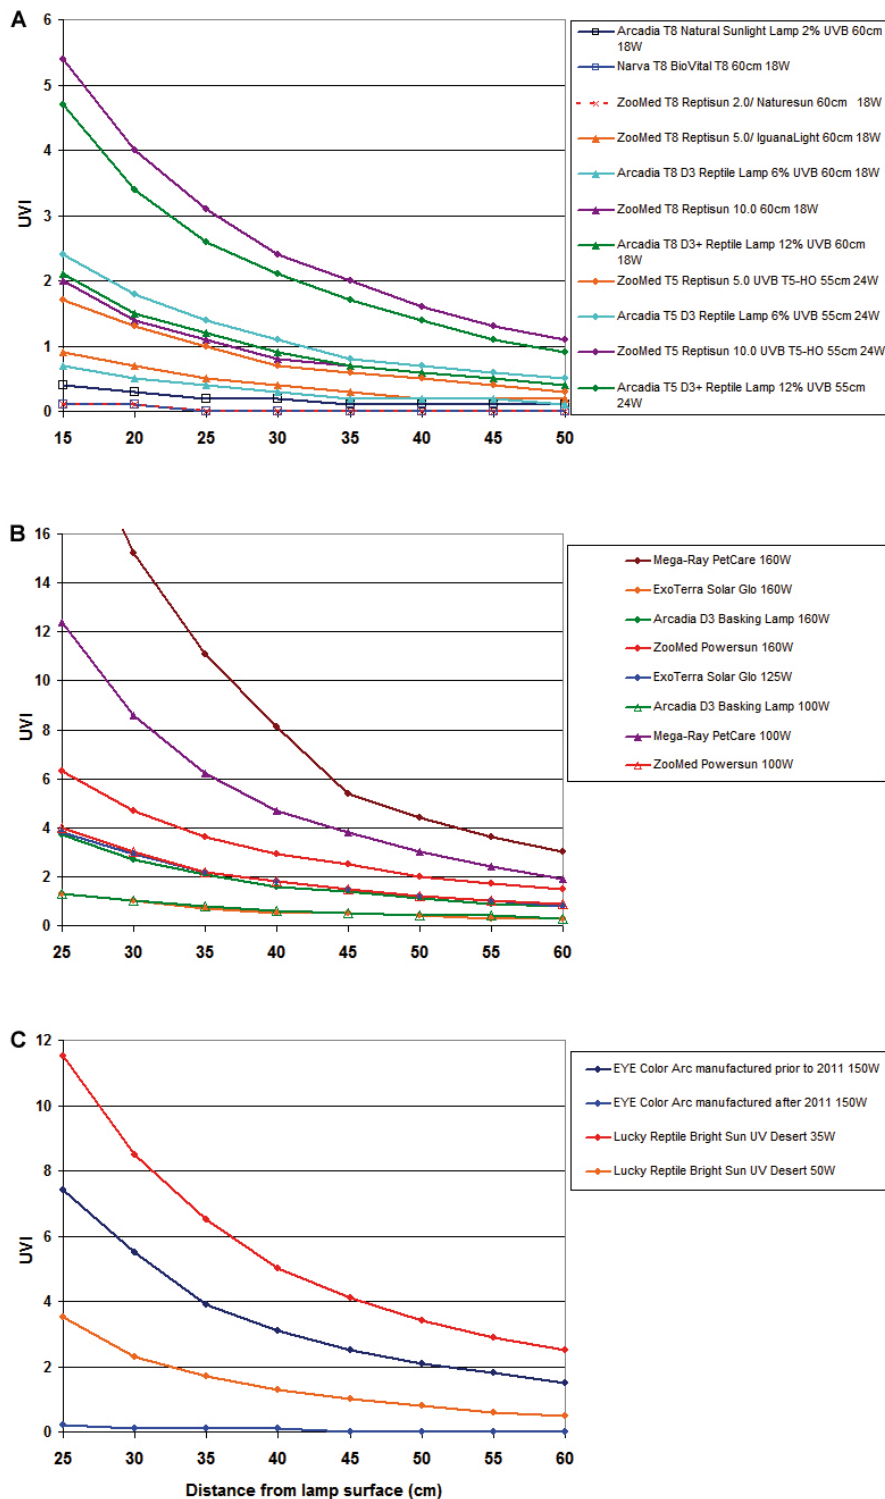 A
6
5
4
3
2
1
0
UVI
15 20 25 30 35 40 45 50
Arcadia T8 Natural Sunlight Lamp 2% UVB 60cm
18W
Narva T8 BioVital T8 60cm 18W
ZooMed T8 Reptisun 2.0/ Naturesun 60cm 18W
ZooMed T8 Reptisun 5.0/ IguanaLight 60cm 18W
Arcadia T8 D3 Reptile Lamp 6% UVB 60cm 18W
ZooMed T8 Reptisun 10.0 60cm 18W
Arcadia T8 D3+ Reptile Lamp 12% UVB 60cm
18W
ZooMed T5 Reptisun 5.0 UVB T5-HO 55cm 24W
Arcadia T5 D3 Reptile Lamp 6% UVB 55cm 24W
ZooMed T5 Reptisun 10.0 UVB T5-HO 55cm 24W
Arcadia T5 D3+ Reptile Lamp 12% UVB 55cm
24W
B
16
14
12
10
8
6
4
2
0
UVI
25 30 35 40 45 50 55 60
Mega-Ray PetCare 160W
ExoTerra Solar Glo 160W
Arcadia D3 Basking Lamp 160W
ZooMed Powersun 160W
ExoTerra Solar Glo 125W
Arcadia D3 Basking Lamp 100W
Mega-Ray PetCare 100W
ZooMed Powersun 100W
C
12
10
8
6
4
2
0
UVI
25 30 35 40 45 50 55 60
Distance from lamp surface (cm)
EYE Color Arc manufactured prior to 2011 150W
EYE Color Arc manufactured after 2011 150W
Lucky Reptile Bright Sun UV Desert 35W
Lucky Reptile Bright Sun UV Desert 50W